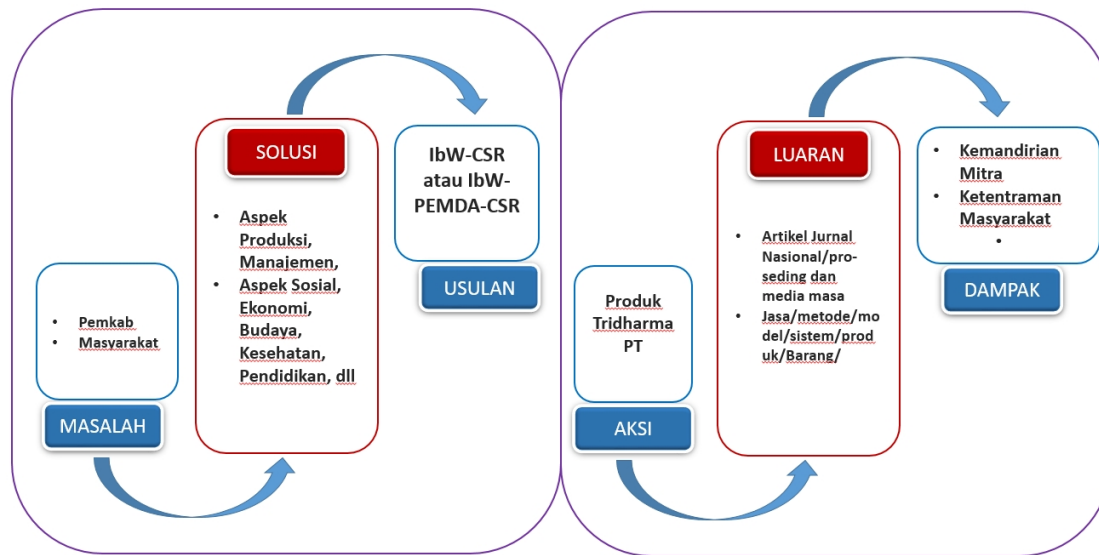 SOLUSI
• Aspek
Produksi,
Manajemen,
• Aspek Sosial,
Ekonomi,
Budaya,
Kesehatan,
Pendidikan, dll
IbW-CSR
atau IbW-
PEMDA-CSR
USULAN
• Pemkab
• Masyarakat
MASALAH
LUARAN
• Artikel Jurnal
Nasional/pro-
seding dan
media masa
• Jasa/metode/mo
del/sistem/prod
uk/Barang/
• Kemandirian
Mitra
• Ketentraman
Masyarakat
•
DAMPAK
Produk
Tridharma
PT
AKSI